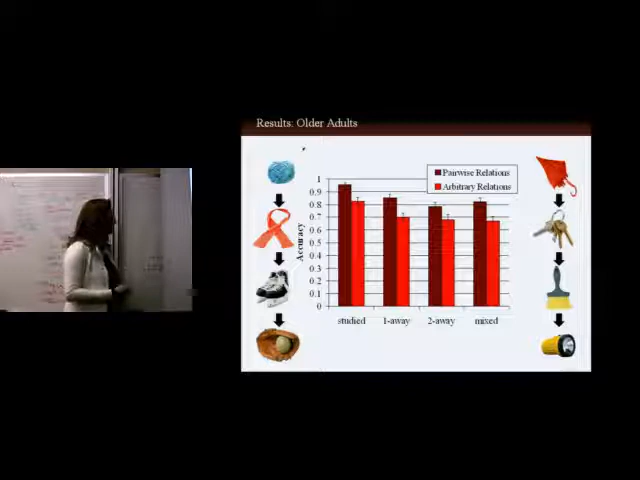 Results: Older Adults
Pairwise Relations
Arbitrary Relations
Accuracy
1
0.9
0.8
0.7
0.6
0.5
0.4
0.3
0.2
0.1
0
studied 1-away 2-away mixed